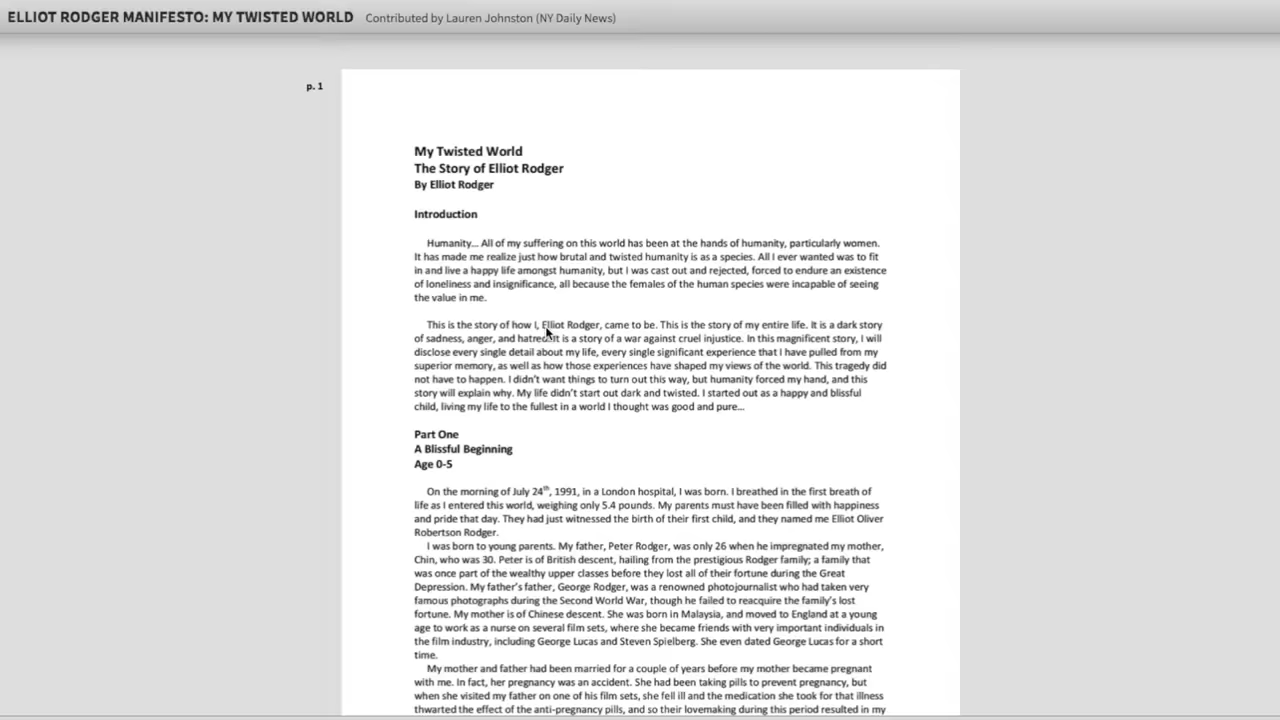 ELLIOT RODGER MANIFESTO: MY TWISTED WORLD Contributed by Lauren Johnston (NY Daily News)
p. 1
My Twisted World
The Story of Elliot Rodger
By Elliot Rodger
Introduction
Humanity... All of my suffering on this world has been at the hands of humanity, particularly women.
It has made me realize just how brutal and twisted humanity is as a species. All I ever wanted was to fit
in and live a happy life amongst humanity, but I was cast out and rejected, forced to endure an existence
of loneliness and insignificance, all because the females of the human species were incapable of seeing
the value in me.
This is the story of how I, Elliot Rodger, came to be. This is the story of my entire life. It is a dark story
of sadness, anger, and hatred. It is a story of a war against cruel injustice. In this magnificent story, I will
disclose every single detail about my life, every single significant experience that I have pulled from my
superior memory, as well as how those experiences have shaped my views of the world. This tragedy did
not have to happen. I didn't want things to turn out this way, but humanity forced my hand, and this
story will explain why. My life didn't start out dark and twisted. I started out as a happy and blissful
child, living my life to the fullest in a world I thought was good and pure...
Part One
A Blissful Beginning
Age 0-5
On the morning of July 24th, 1991, in a London hospital, I was born. I breathed in the first breath of
life as I entered this world, weighing only 5.4 pounds. My parents must have been filled with happiness
and pride that day. They had just witnessed the birth of their first child, and they named me Elliot Oliver
Robertson Rodger.
I was born to young parents. My father, Peter Rodger, was only 26 when he impregnated my mother,
Chin, who was 30. Peter is of British descent, hailing from the prestigious Rodger family; a family that
was once part of the wealthy upper classes before they lost all of their fortune during the Great
Depression. My father's father, George Rodger, was a renowned photojournalist who had taken very
famous photographs during the Second World War, though he failed to reacquire the family's lost
fortune. My mother is of Chinese descent. She was born in Malaysia, and moved to England at a young
age to work as a nurse on several film sets, where she became friends with very important individuals in
the film industry, including George Lucas and Steven Spielberg. She even dated George Lucas for a short
time.
My mother and father had been married for a couple of years before my mother became pregnant
with me. In fact, her pregnancy was an accident. She had been taking pills to prevent pregnancy, but
when she visited my father on one of his film sets, she fell ill and the medication she took for that illness
thwarted the effect of the anti-pregnancy pills, and so their lovemaking during this period resulted in my